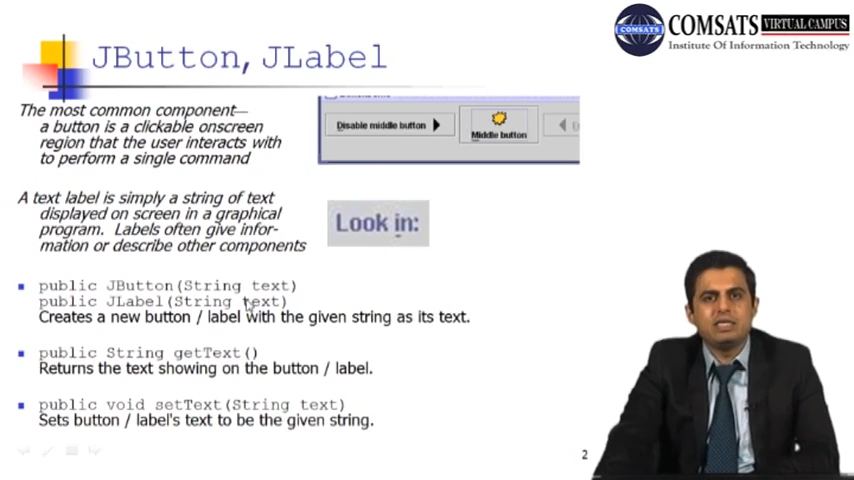 COMSATS VIRTUAL CAMPUS
COMSATS
Institute Of Information Technology
JButton, JLabel
The most common component—
a button is a clickable onscreen
region that the user interacts with
to perform a single command
Disable middle button
Middle button
A text label is simply a string of text
displayed on screen in a graphical
program. Labels often give infor-
mation or describe other components
Look in:
public JButton(String text)
public JLabel(String text)
Creates a new button / label with the given string as its text.
public String getText()
Returns the text showing on the button / label.
public void setText(String text)
Sets button / label's text to be the given string.
2